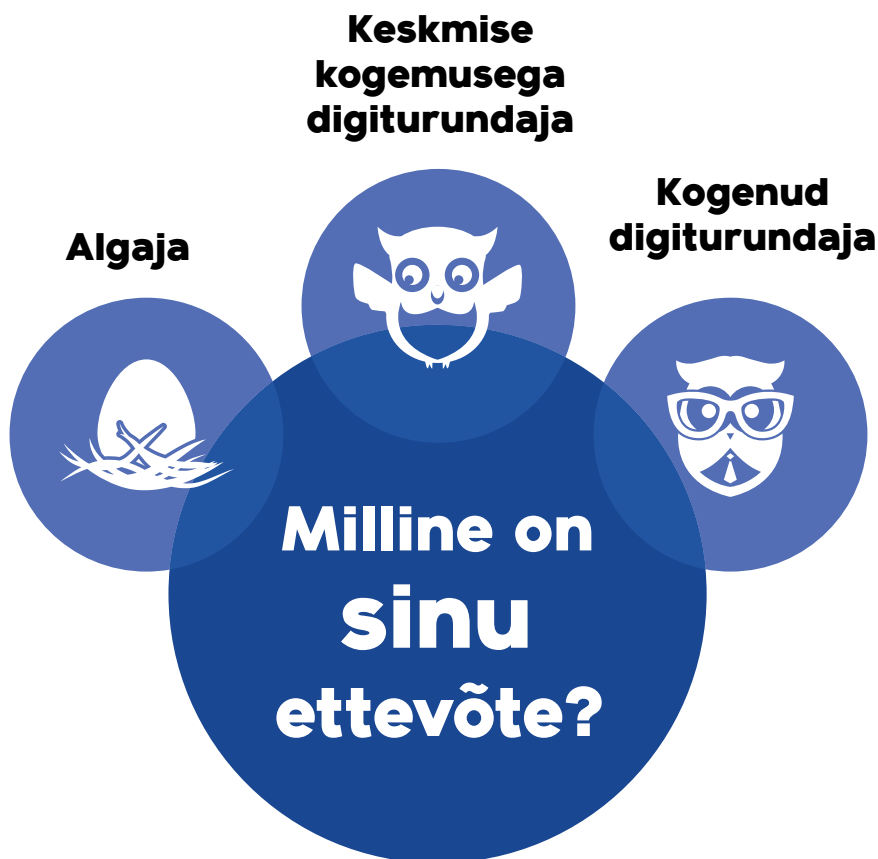 Keskmise
kogemusega
digiturundaja
Kogenud
digiturundaja
Algaja
Milline on
sinu
ettevõte?